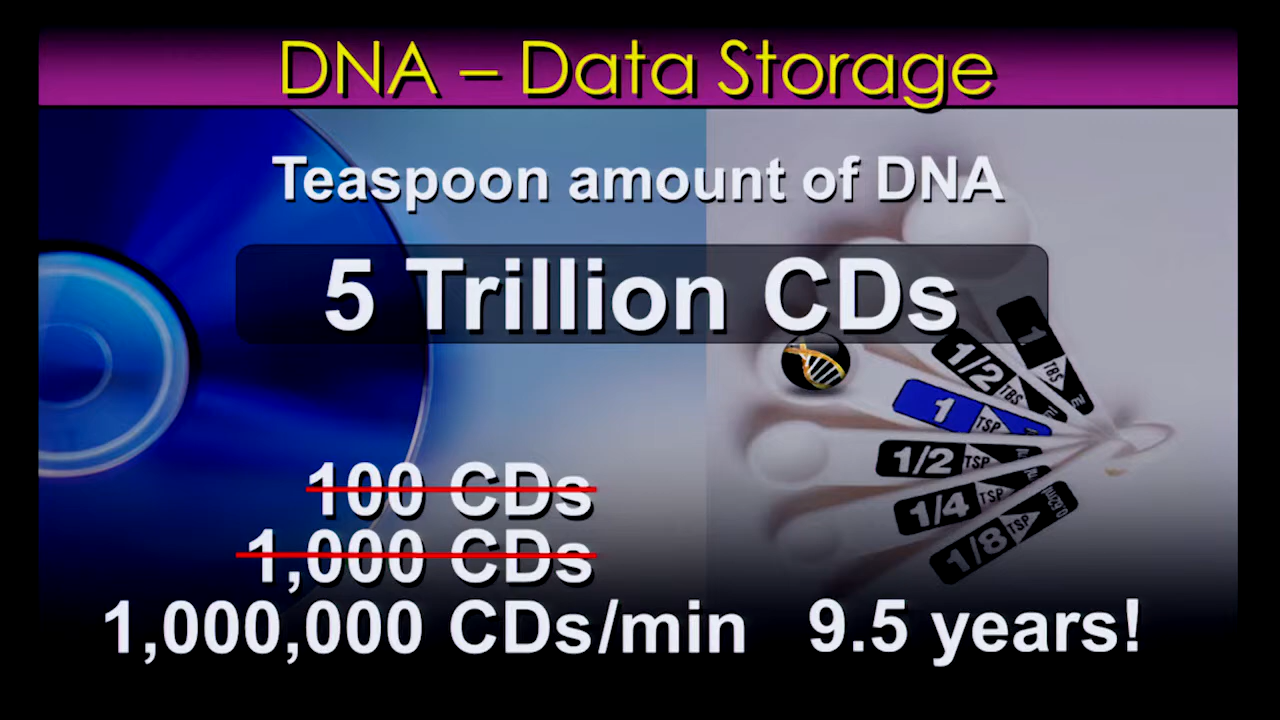 DNA – Data Storage
Teaspoon amount of DNA
5 Trillion CDs
1 TBS
1/2 TBS
1 TSP
1/2 TSP
1/4 TSP
1/8 TSP 0.62ml
100 CDs
1,000 CDs
1,000,000 CDs/min 9.5 years!